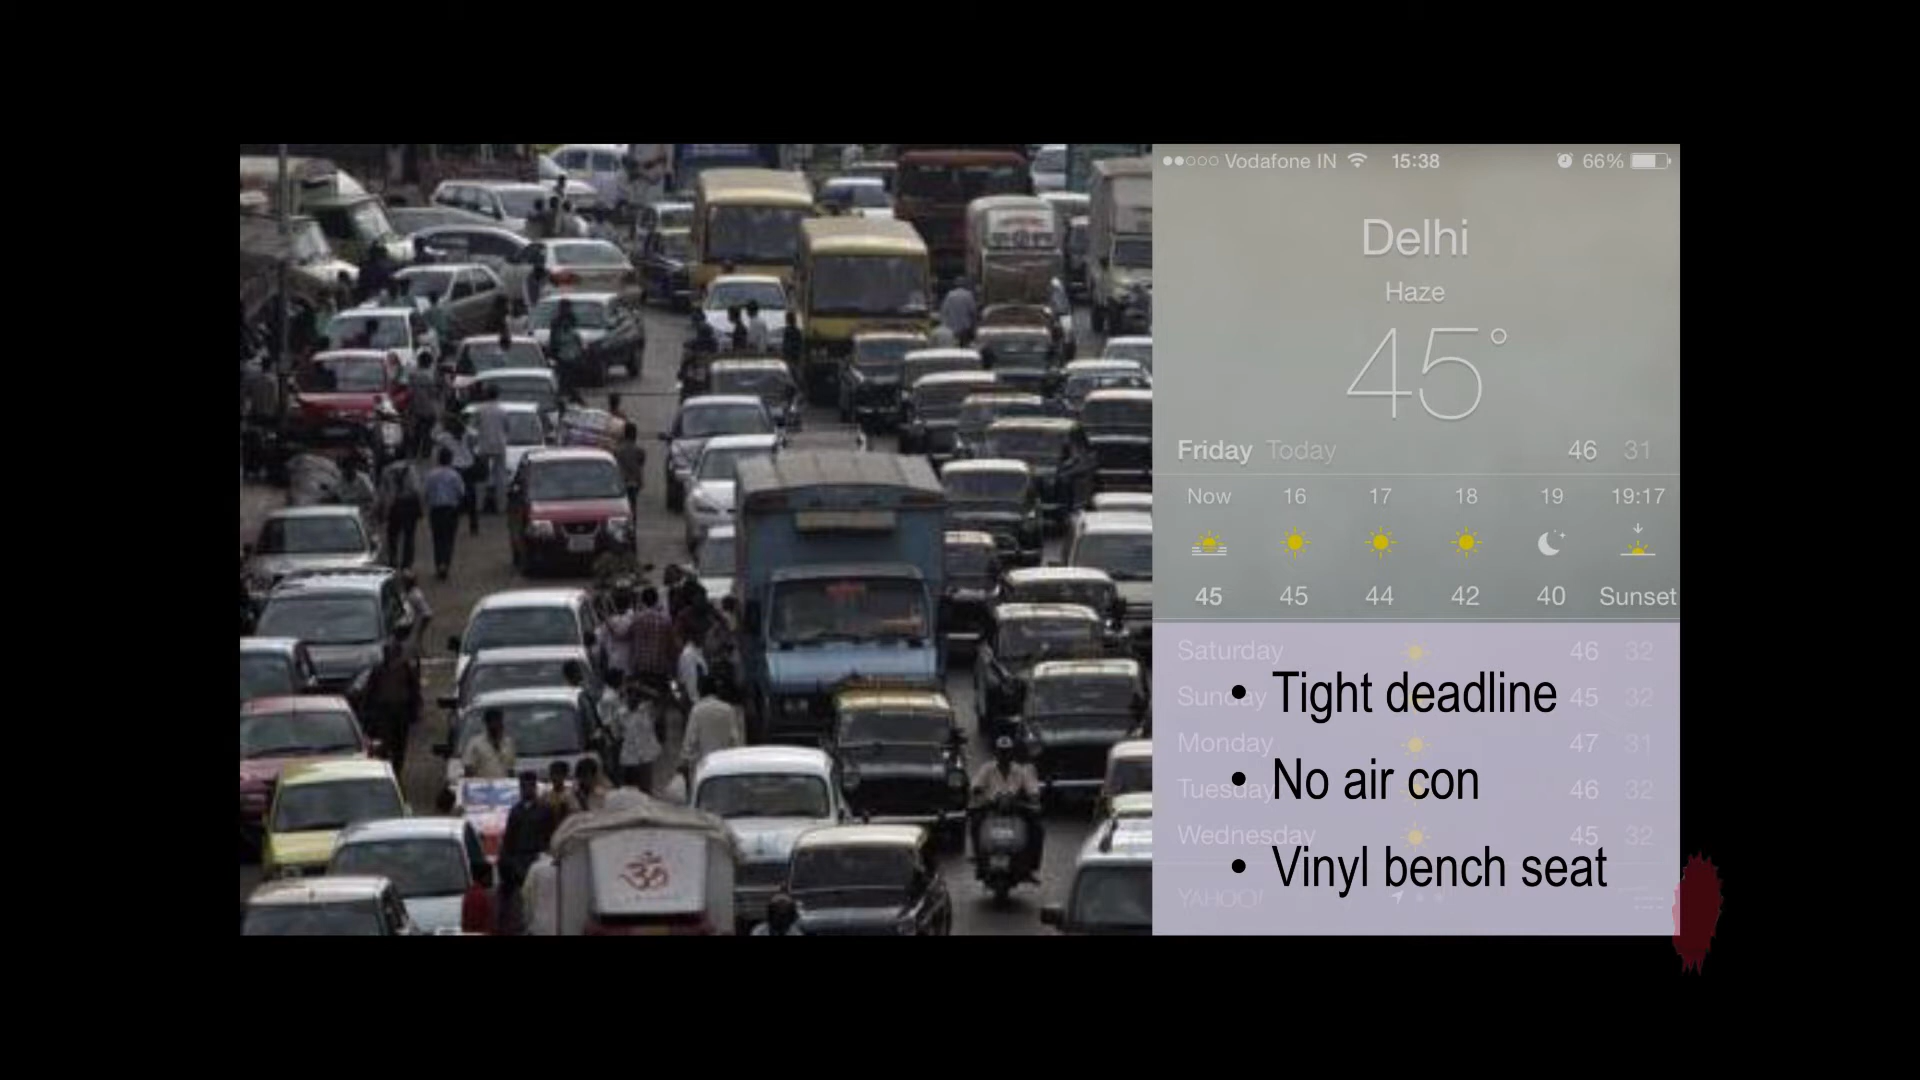 Vodafone IN 15:38 66%
Delhi
Haze
45°
Friday Today 46 31
Now 16 17 18 19 19:17
45 45 44 42 40 Sunset
Saturday 46 32
Sunday 45 32
Monday 47 31
Tuesday 46 32
Wednesday 45 32
YAHOO!
• Tight deadline
• No air con
• Vinyl bench seat
ॐ